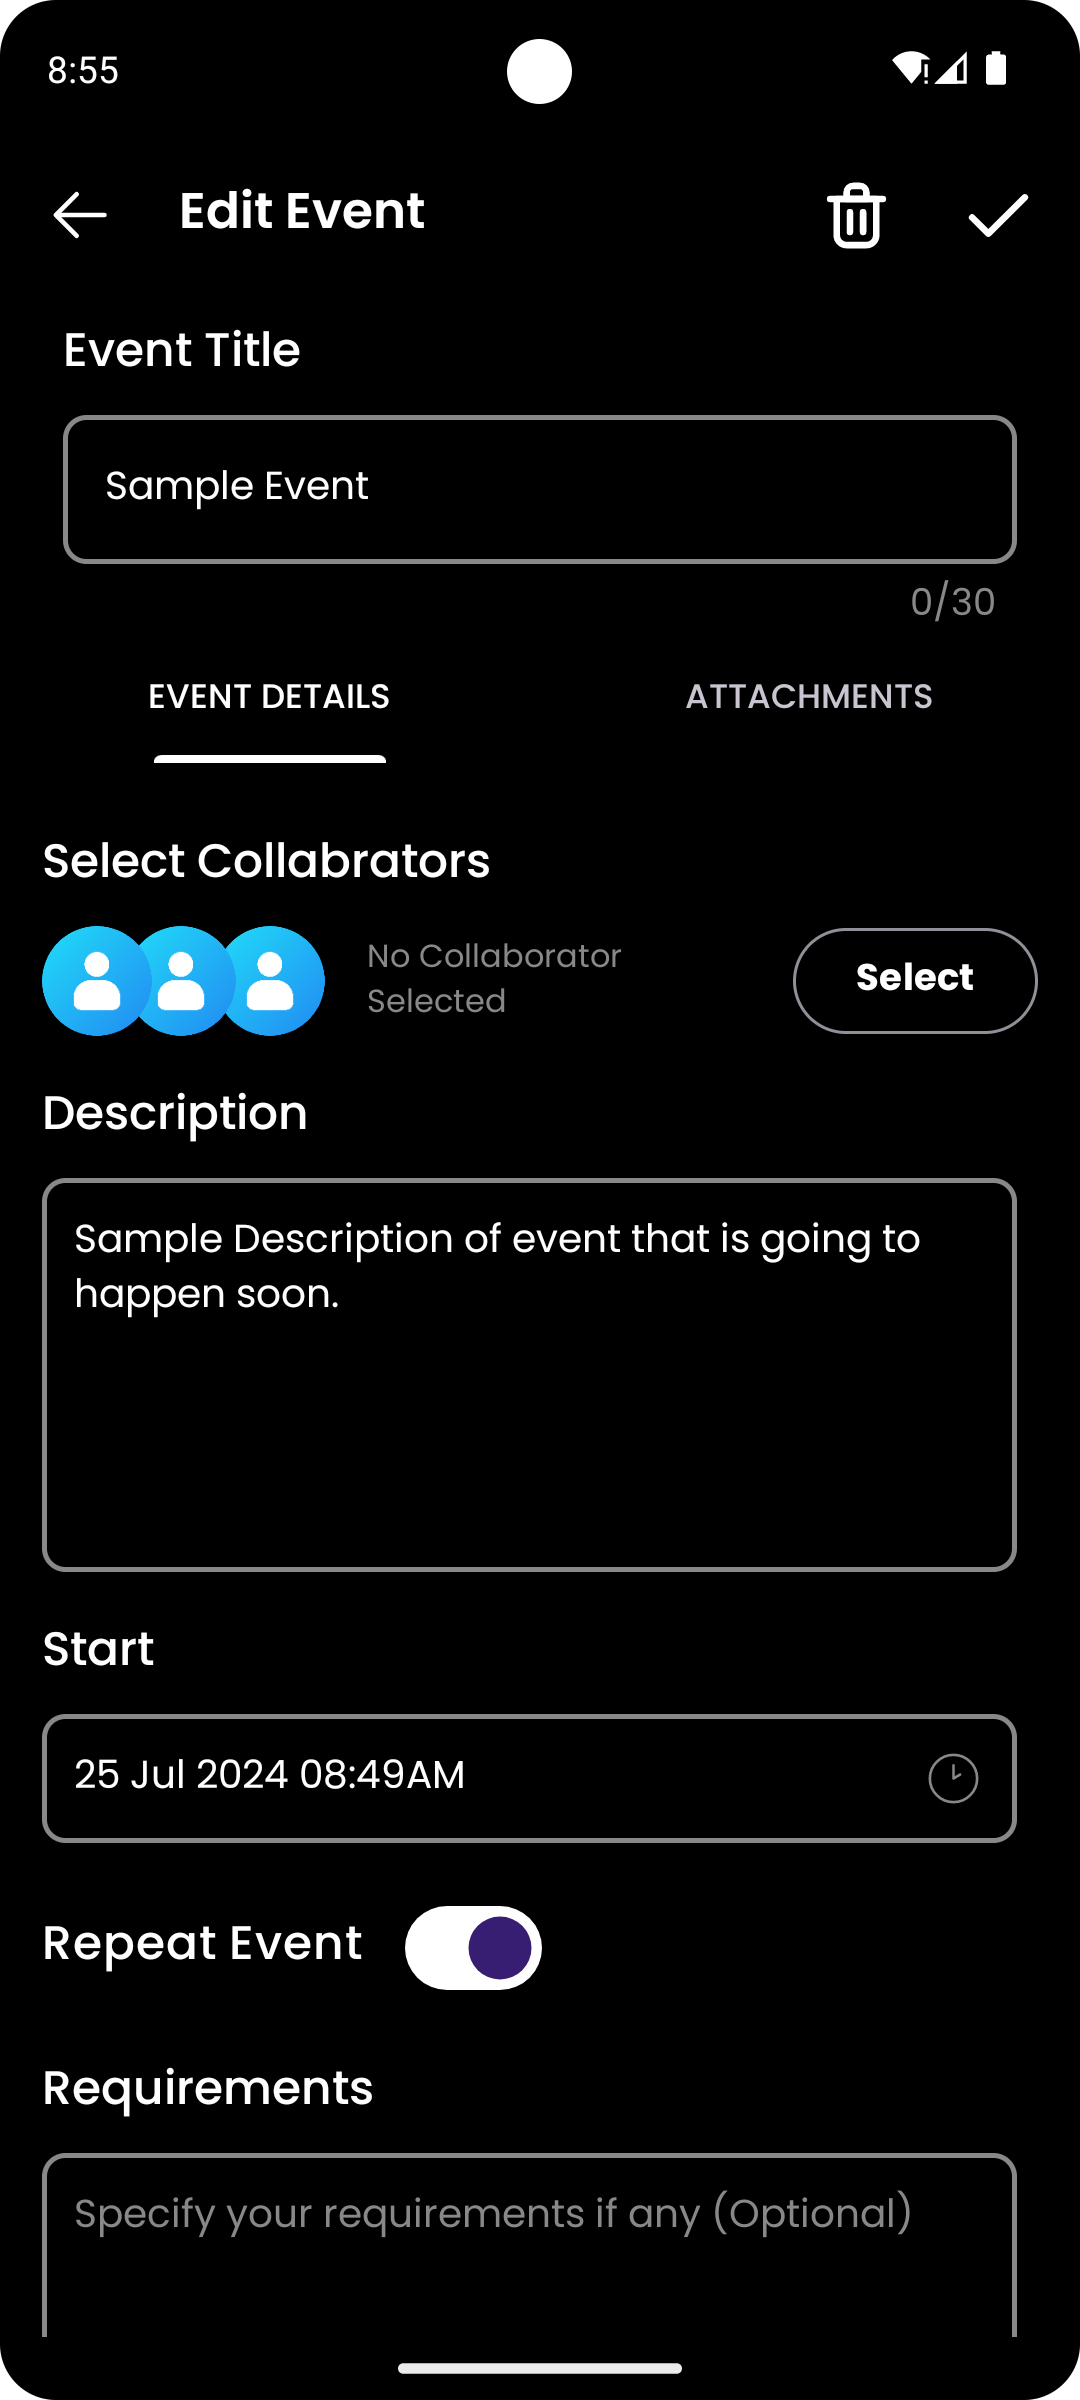 8:55
Edit Event
Event Title
Sample Event
0/30
EVENT DETAILS
ATTACHMENTS
Select Collabrators
No Collaborator
Selected
Select
Description
Sample Description of event that is going to
happen soon.
Start
25 Jul 2024 08:49AM
Repeat Event
Requirements
Specify your requirements if any (Optional)